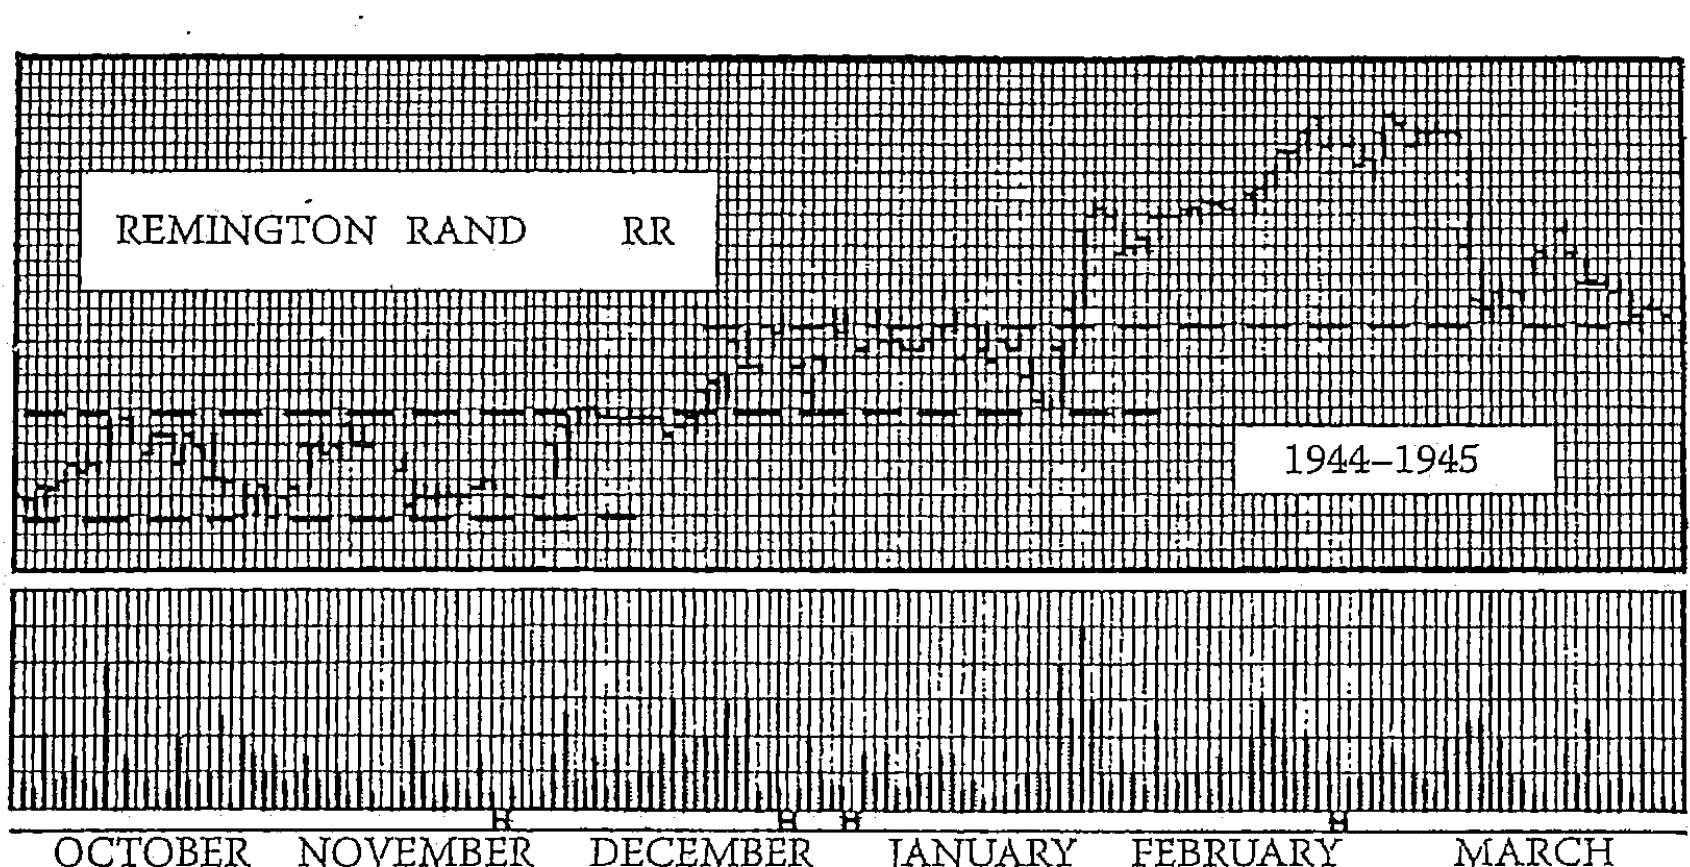 REMINGTON RAND RR
1944–1945
H H H H
OCTOBER NOVEMBER DECEMBER JANUARY FEBRUARY MARCH